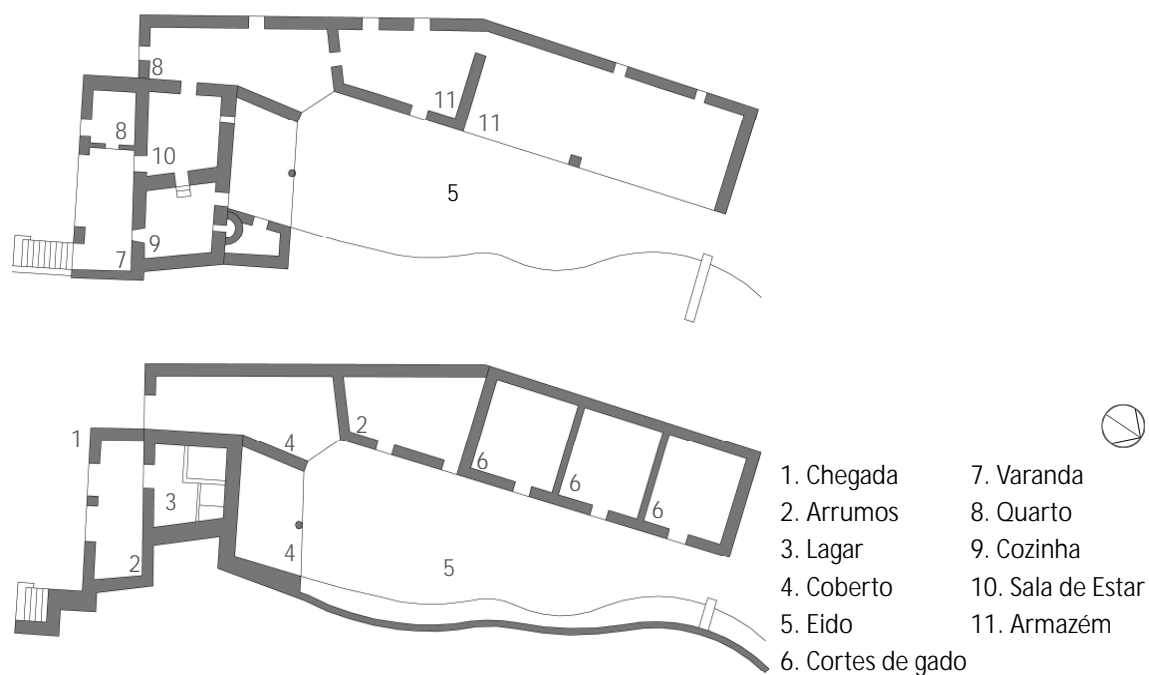 8
8
11
11
10
5
9
7
1
4
2
6
3
6
6
2
4
5
1. Chegada
2. Arrumos
3. Lagar
4. Coberto
5. Eido
6. Cortes de gado
7. Varanda
8. Quarto
9. Cozinha
10. Sala de Estar
11. Armazém